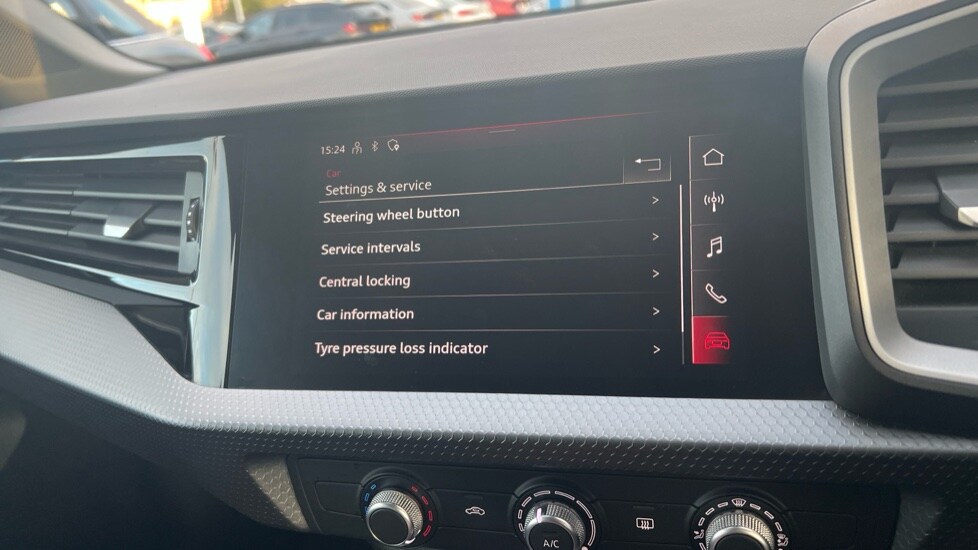 15:24
Car
Settings & service
Steering wheel button
Service intervals
Central locking
Car information
Tyre pressure loss indicator
A/C